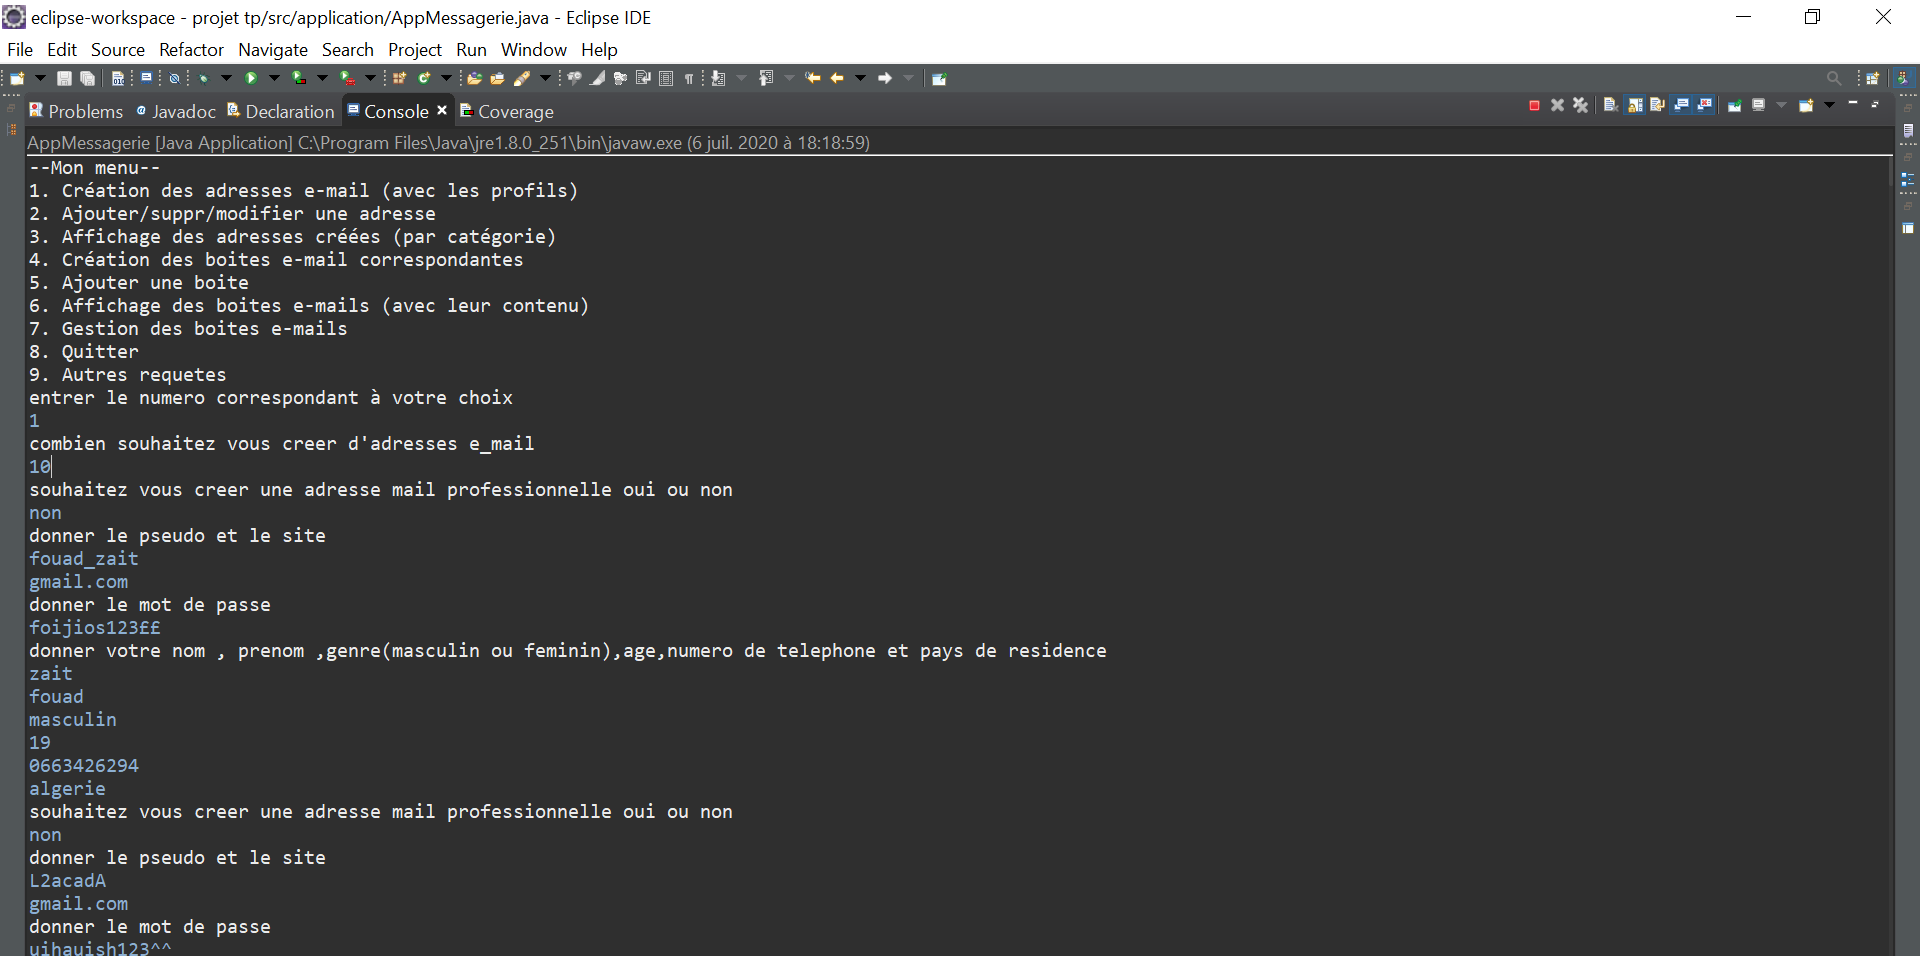 eclipse-workspace - projet tp/src/application/AppMessagerie.java - Eclipse IDE
File Edit Source Refactor Navigate Search Project Run Window Help
Problems Javadoc Declaration Console Coverage
AppMessagerie [Java Application] C:\Program Files\Java\jre1.8.0_251\bin\javaw.exe (6 juil. 2020 à 18:18:59)
--Mon menu--
1. Création des adresses e-mail (avec les profils)
2. Ajouter/suppr/modifier une adresse
3. Affichage des adresses créées (par catégorie)
4. Création des boites e-mail correspondantes
5. Ajouter une boite
6. Affichage des boites e-mails (avec leur contenu)
7. Gestion des boites e-mails
8. Quitter
9. Autres requetes
entrer le numero correspondant à votre choix
1
combien souhaitez vous creer d'adresses e_mail
10
souhaitez vous creer une adresse mail professionnelle oui ou non
non
donner le pseudo et le site
fouad_zait
gmail.com
donner le mot de passe
foijios123££
donner votre nom , prenom ,genre(masculin ou feminin),age,numero de telephone et pays de residence
zait
fouad
masculin
19
0663426294
algerie
souhaitez vous creer une adresse mail professionnelle oui ou non
non
donner le pseudo et le site
L2acadA
gmail.com
donner le mot de passe
uihauish123^^